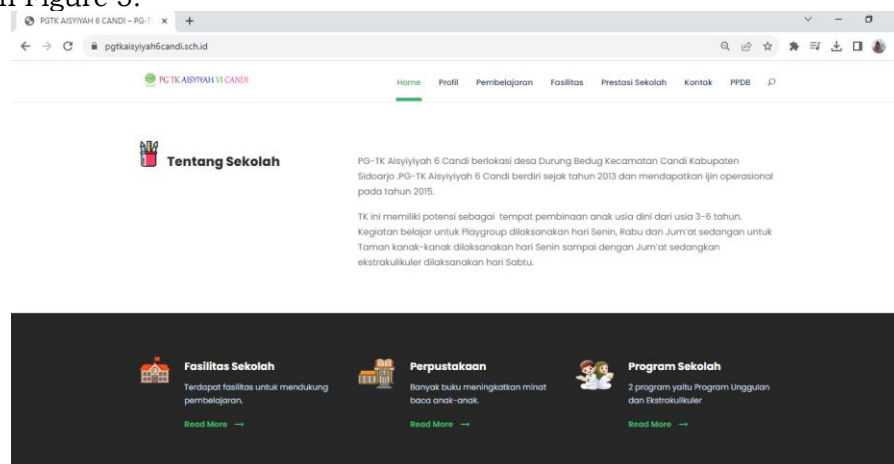 n Figure 3.
PGTK AISYIYAH 6 CANDI – PG-T
pgtkaisyiyah6candi.sch.id
PG TK AISYIYAH VI CANDI
Home Profil Pembelajaran Fasilitas Prestasi Sekolah Kontak PPDB
Tentang Sekolah
PG-TK Aisyiyiyah 6 Candi berlokasi desa Durung Bedug Kecamatan Candi Kabupaten
Sidoarjo .PG-TK Aisyiyiyah 6 Candi berdiri sejak tahun 2013 dan mendapatkan ijin operasional
pada tahun 2015.
TK ini memiliki potensi sebagai tempat pembinaan anak usia dini dari usia 3-6 tahun.
Kegiatan belajar untuk Playgroup dilaksanakan hari Senin, Rabu dan Jum'at sedangan untuk
Taman kanak-kanak dilaksanakan hari Senin sampai dengan Jum'at sedangkan
ekstrakulikuler dilaksanakan hari Sabtu.
Fasilitas Sekolah
Terdapat fasilitas untuk mendukung
pembelajaran.
Read More →
Perpustakaan
Banyak buku meningkatkan minat
baca anak-anak.
Read More →
Program Sekolah
2 program yaitu Program Unggulan
dan Ekstrakulikuler
Read More →